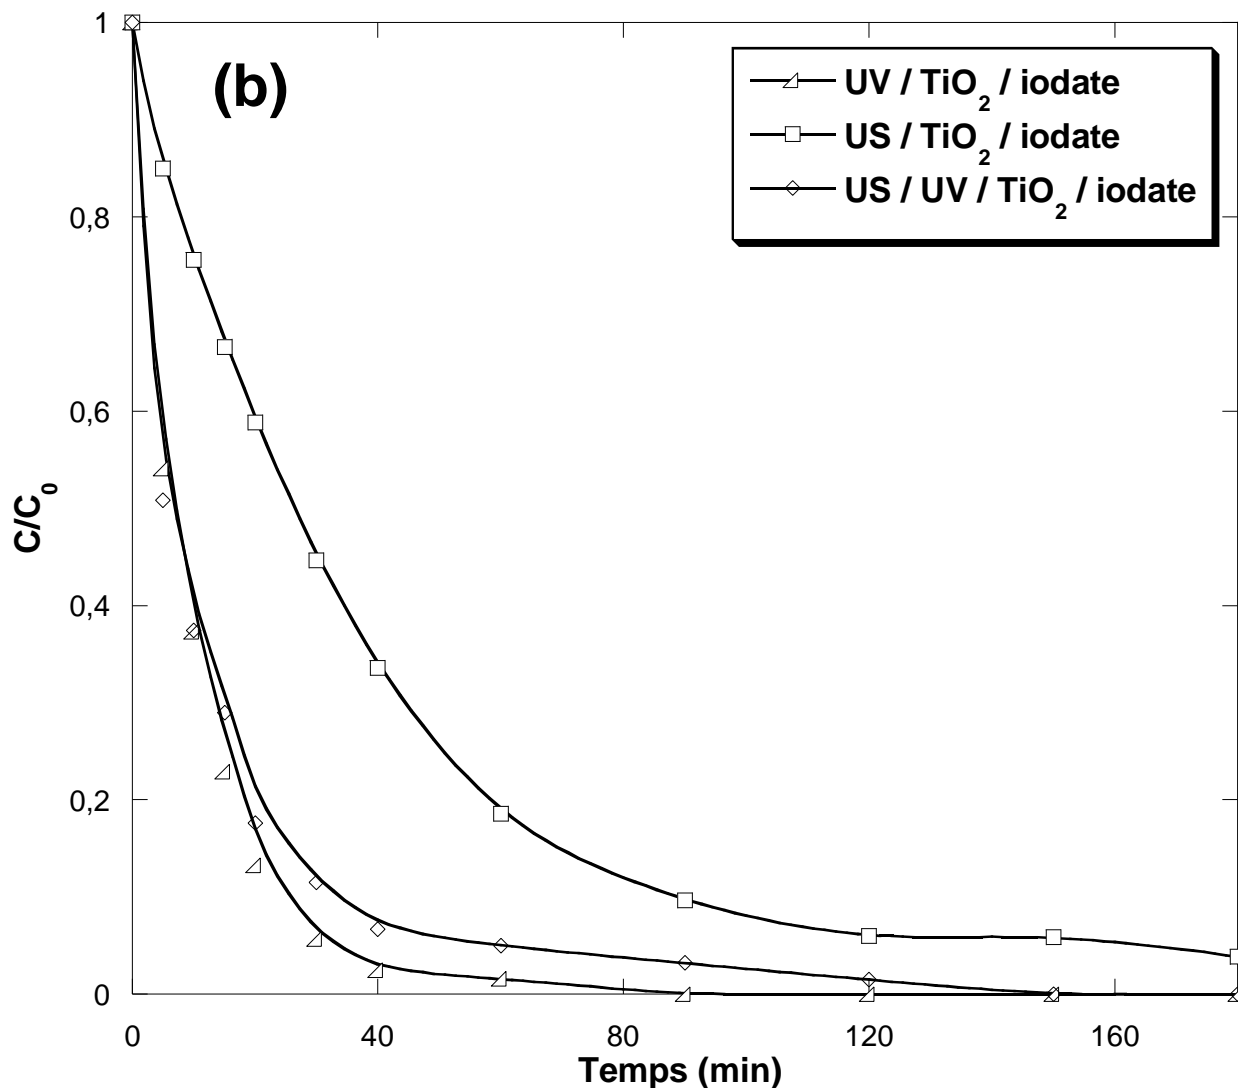 (b)
UV / TiO₂ / iodate
US / TiO₂ / iodate
US / UV / TiO₂ / iodate
1
0,8
0,6
0,4
0,2
0
C/C₀
0 40 80 120 160
Temps (min)